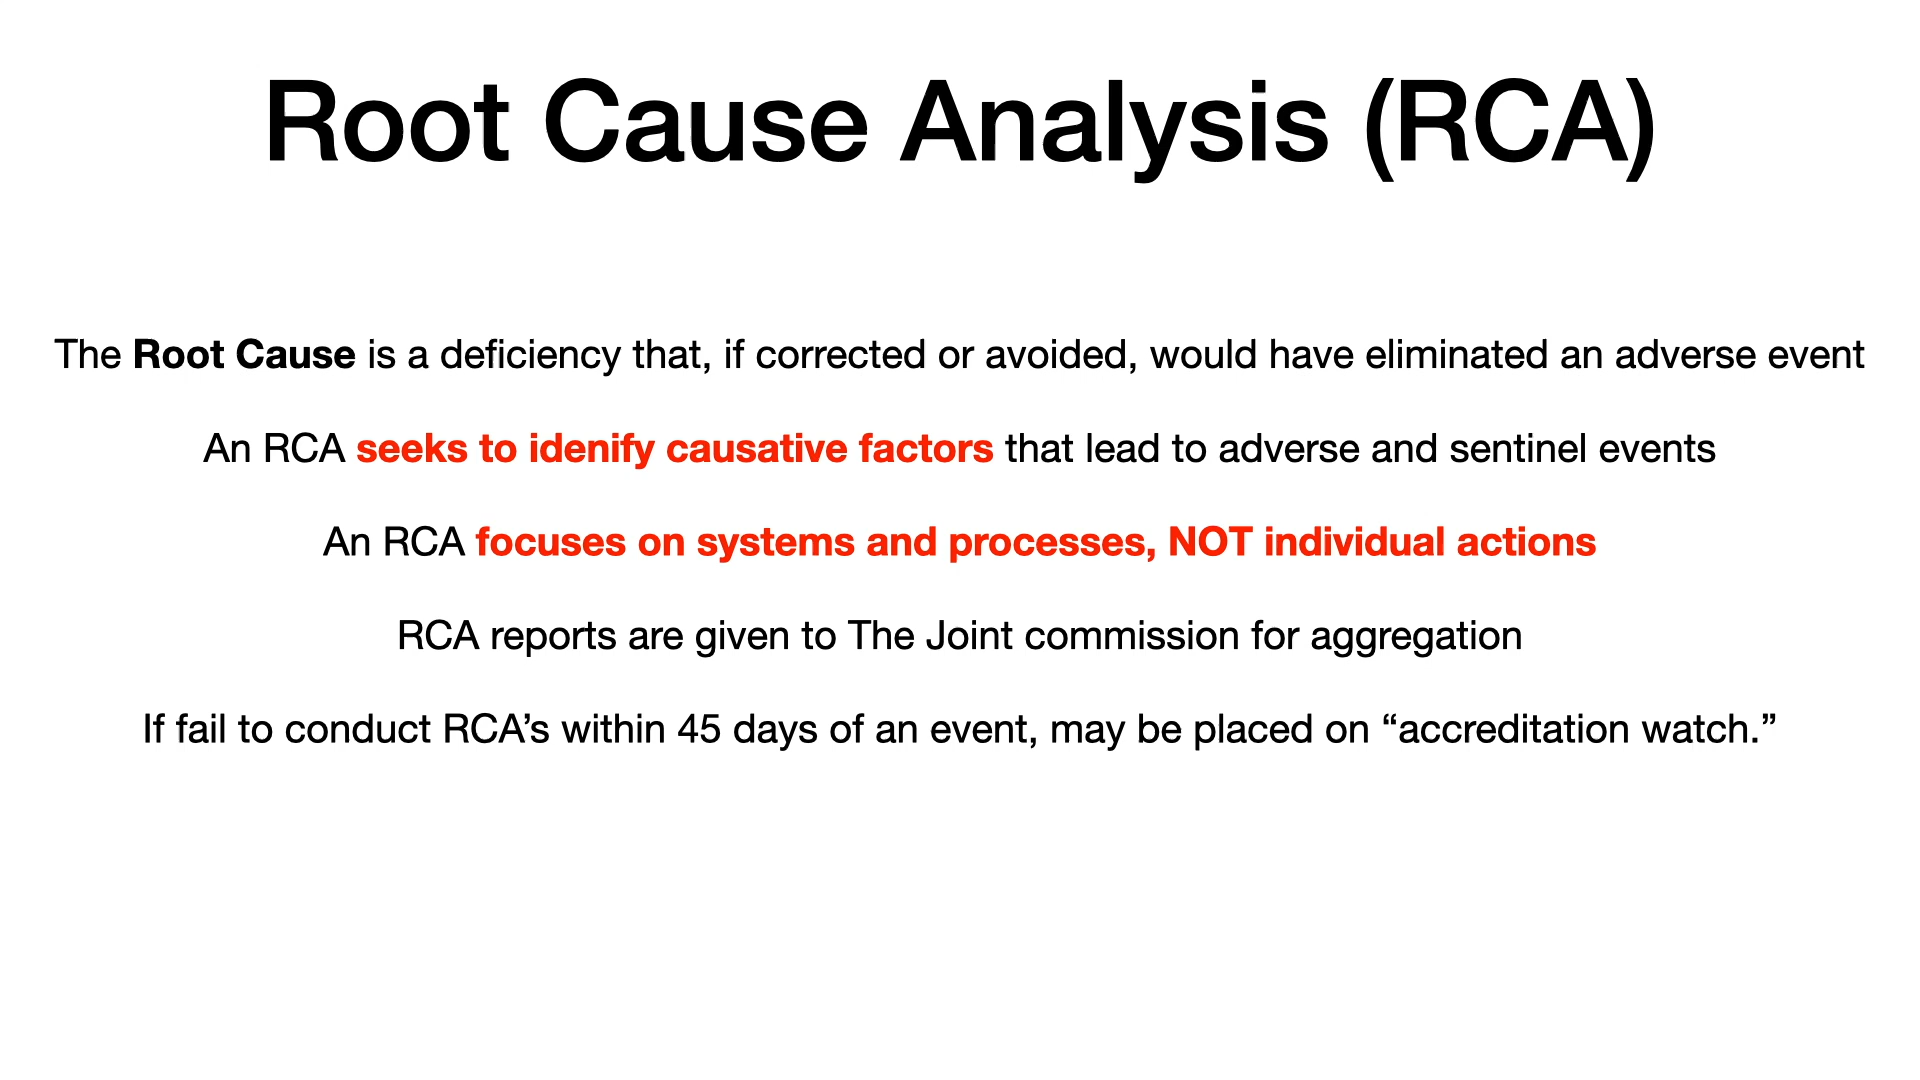 Root Cause Analysis (RCA)
The Root Cause is a deficiency that, if corrected or avoided, would have eliminated an adverse event
An RCA seeks to idenify causative factors that lead to adverse and sentinel events
An RCA focuses on systems and processes, NOT individual actions
RCA reports are given to The Joint commission for aggregation
If fail to conduct RCA’s within 45 days of an event, may be placed on “accreditation watch.”